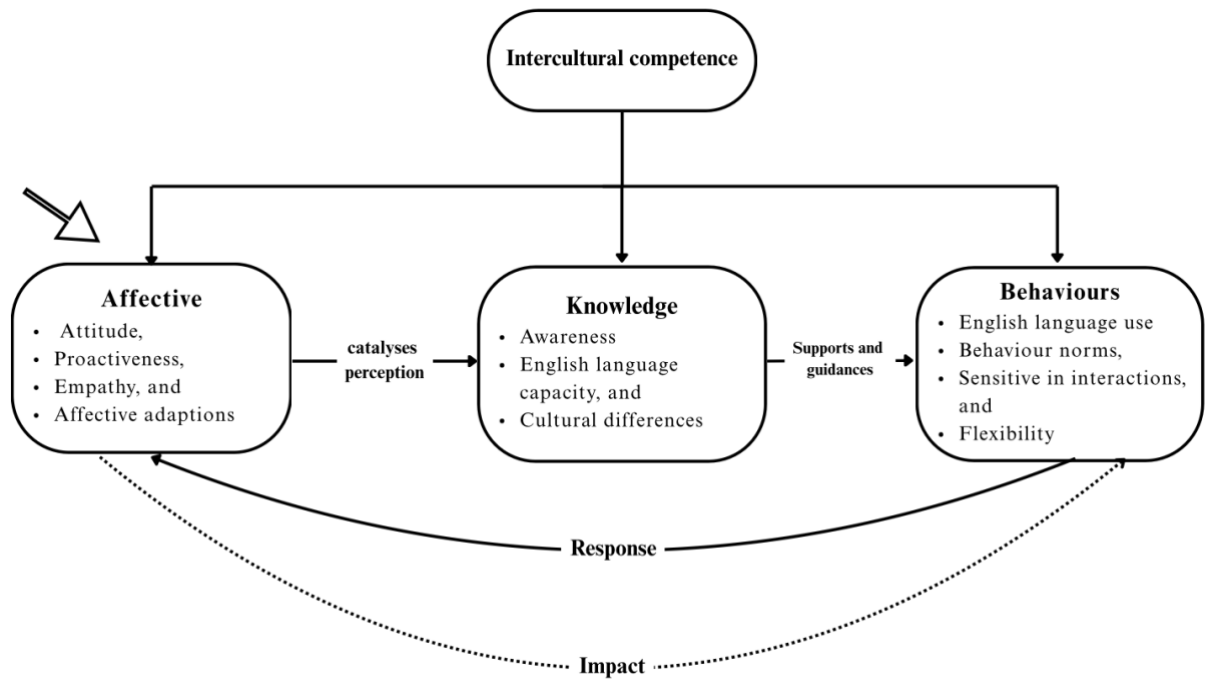 Intercultural competence
Affective
• Attitude,
• Proactiveness,
• Empathy, and
• Affective adaptions
catalyses
perception
Knowledge
• Awareness
• English language
capacity, and
• Cultural differences
Supports and
guidances
Behaviours
• English language use
• Behaviour norms,
• Sensitive in interactions,
and
• Flexibility
Response
Impact